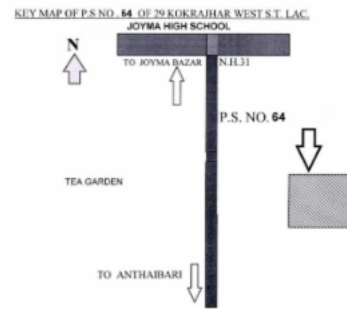 KEY MAP OF P.S NO . 64 OF 29 KOKRAJHAR WEST S.T. LAC.
JOYMA HIGH SCHOOL
N
TO JOYMA BAZAR
N.H.31
P.S. NO. 64
TEA GARDEN
TO ANTHAIBARI